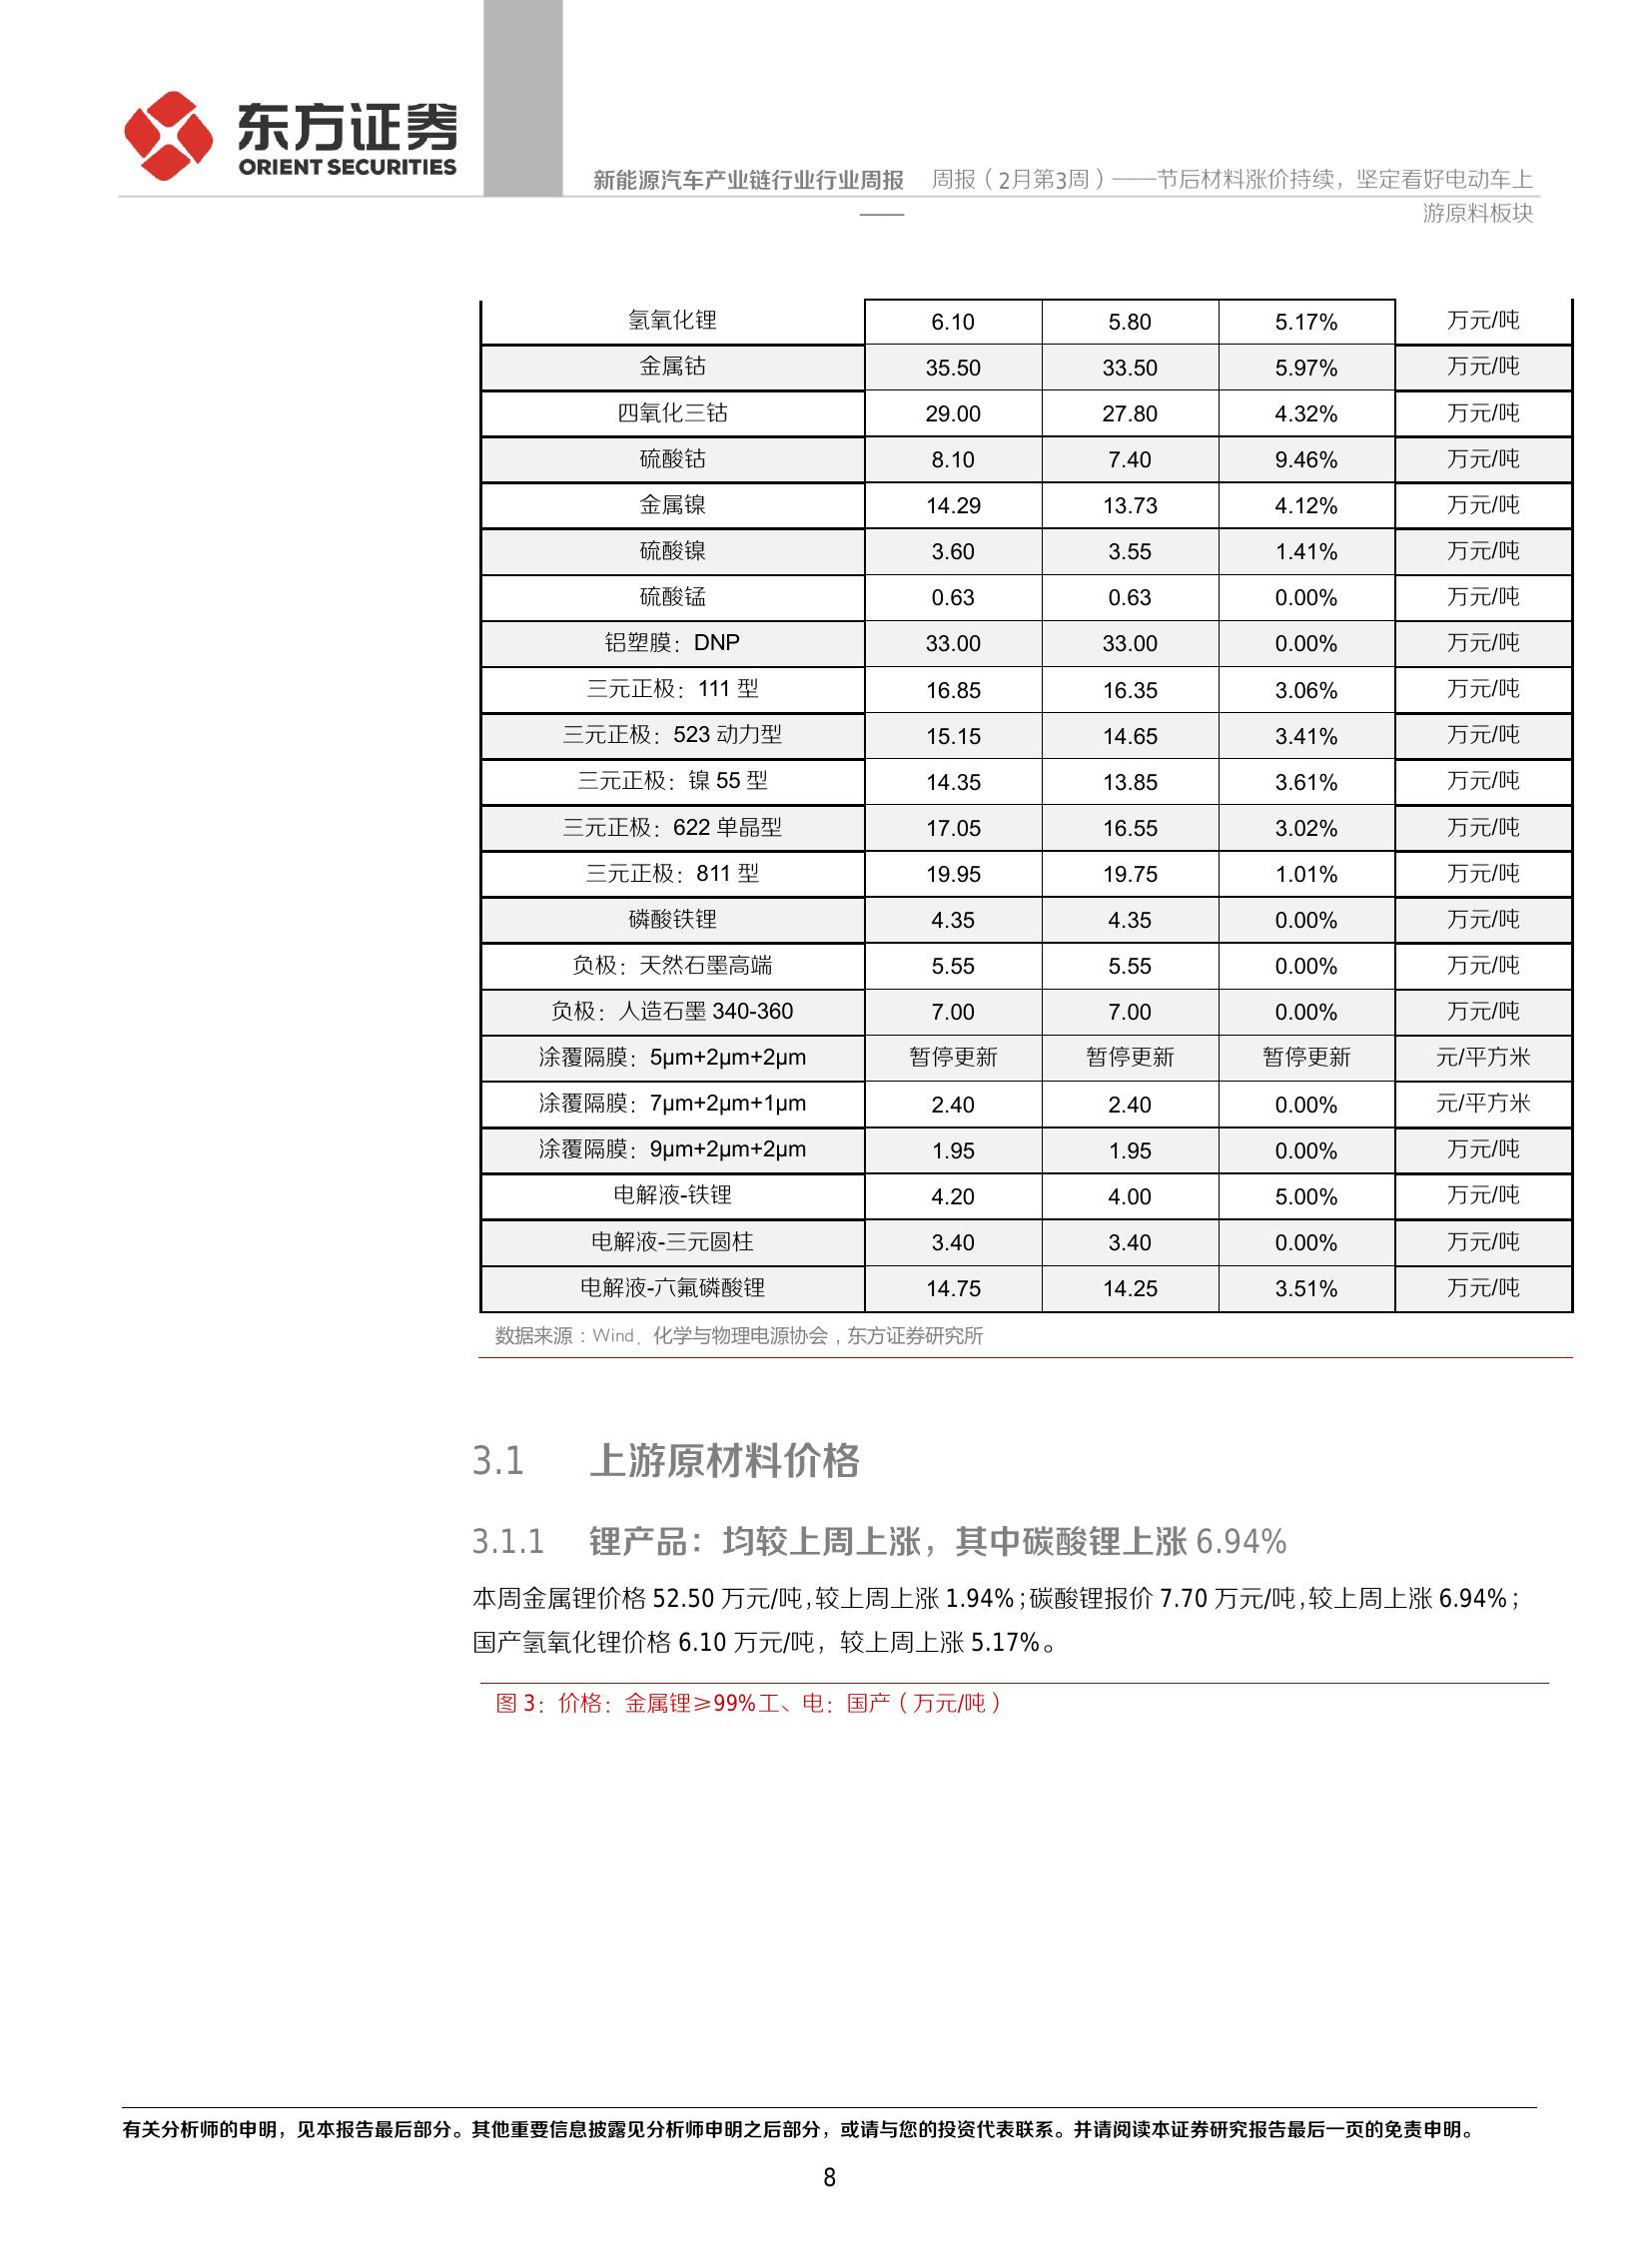 东方证券
ORIENT SECURITIES
新能源汽车产业链行业行业周报 周报（2月第3周）——节后材料涨价持续，坚定看好电动车上
—— 游原料板块
氢氧化锂 6.10 5.80 5.17% 万元/吨
金属钴 35.50 33.50 5.97% 万元/吨
四氧化三钴 29.00 27.80 4.32% 万元/吨
硫酸钴 8.10 7.40 9.46% 万元/吨
金属镍 14.29 13.73 4.12% 万元/吨
硫酸镍 3.60 3.55 1.41% 万元/吨
硫酸锰 0.63 0.63 0.00% 万元/吨
铝塑膜：DNP 33.00 33.00 0.00% 万元/吨
三元正极：111 型 16.85 16.35 3.06% 万元/吨
三元正极：523 动力型 15.15 14.65 3.41% 万元/吨
三元正极：镍 55 型 14.35 13.85 3.61% 万元/吨
三元正极：622 单晶型 17.05 16.55 3.02% 万元/吨
三元正极：811 型 19.95 19.75 1.01% 万元/吨
磷酸铁锂 4.35 4.35 0.00% 万元/吨
负极：天然石墨高端 5.55 5.55 0.00% 万元/吨
负极：人造石墨 340-360 7.00 7.00 0.00% 万元/吨
涂覆隔膜：5μm+2μm+2μm 暂停更新 暂停更新 暂停更新 元/平方米
涂覆隔膜：7μm+2μm+1μm 2.40 2.40 0.00% 元/平方米
涂覆隔膜：9μm+2μm+2μm 1.95 1.95 0.00% 万元/吨
电解液-铁锂 4.20 4.00 5.00% 万元/吨
电解液-三元圆柱 3.40 3.40 0.00% 万元/吨
电解液-六氟磷酸锂 14.75 14.25 3.51% 万元/吨
数据来源：Wind，化学与物理电源协会，东方证券研究所
3.1 上游原材料价格
3.1.1 锂产品：均较上周上涨，其中碳酸锂上涨 6.94%
本周金属锂价格 52.50 万元/吨，较上周上涨 1.94%；碳酸锂报价 7.70 万元/吨，较上周上涨 6.94%；
国产氢氧化锂价格 6.10 万元/吨，较上周上涨 5.17%。
图 3：价格：金属锂≥99%工、电：国产（万元/吨）
有关分析师的申明，见本报告最后部分。其他重要信息披露见分析师申明之后部分，或请与您的投资代表联系。并请阅读本证券研究报告最后一页的免责申明。
8